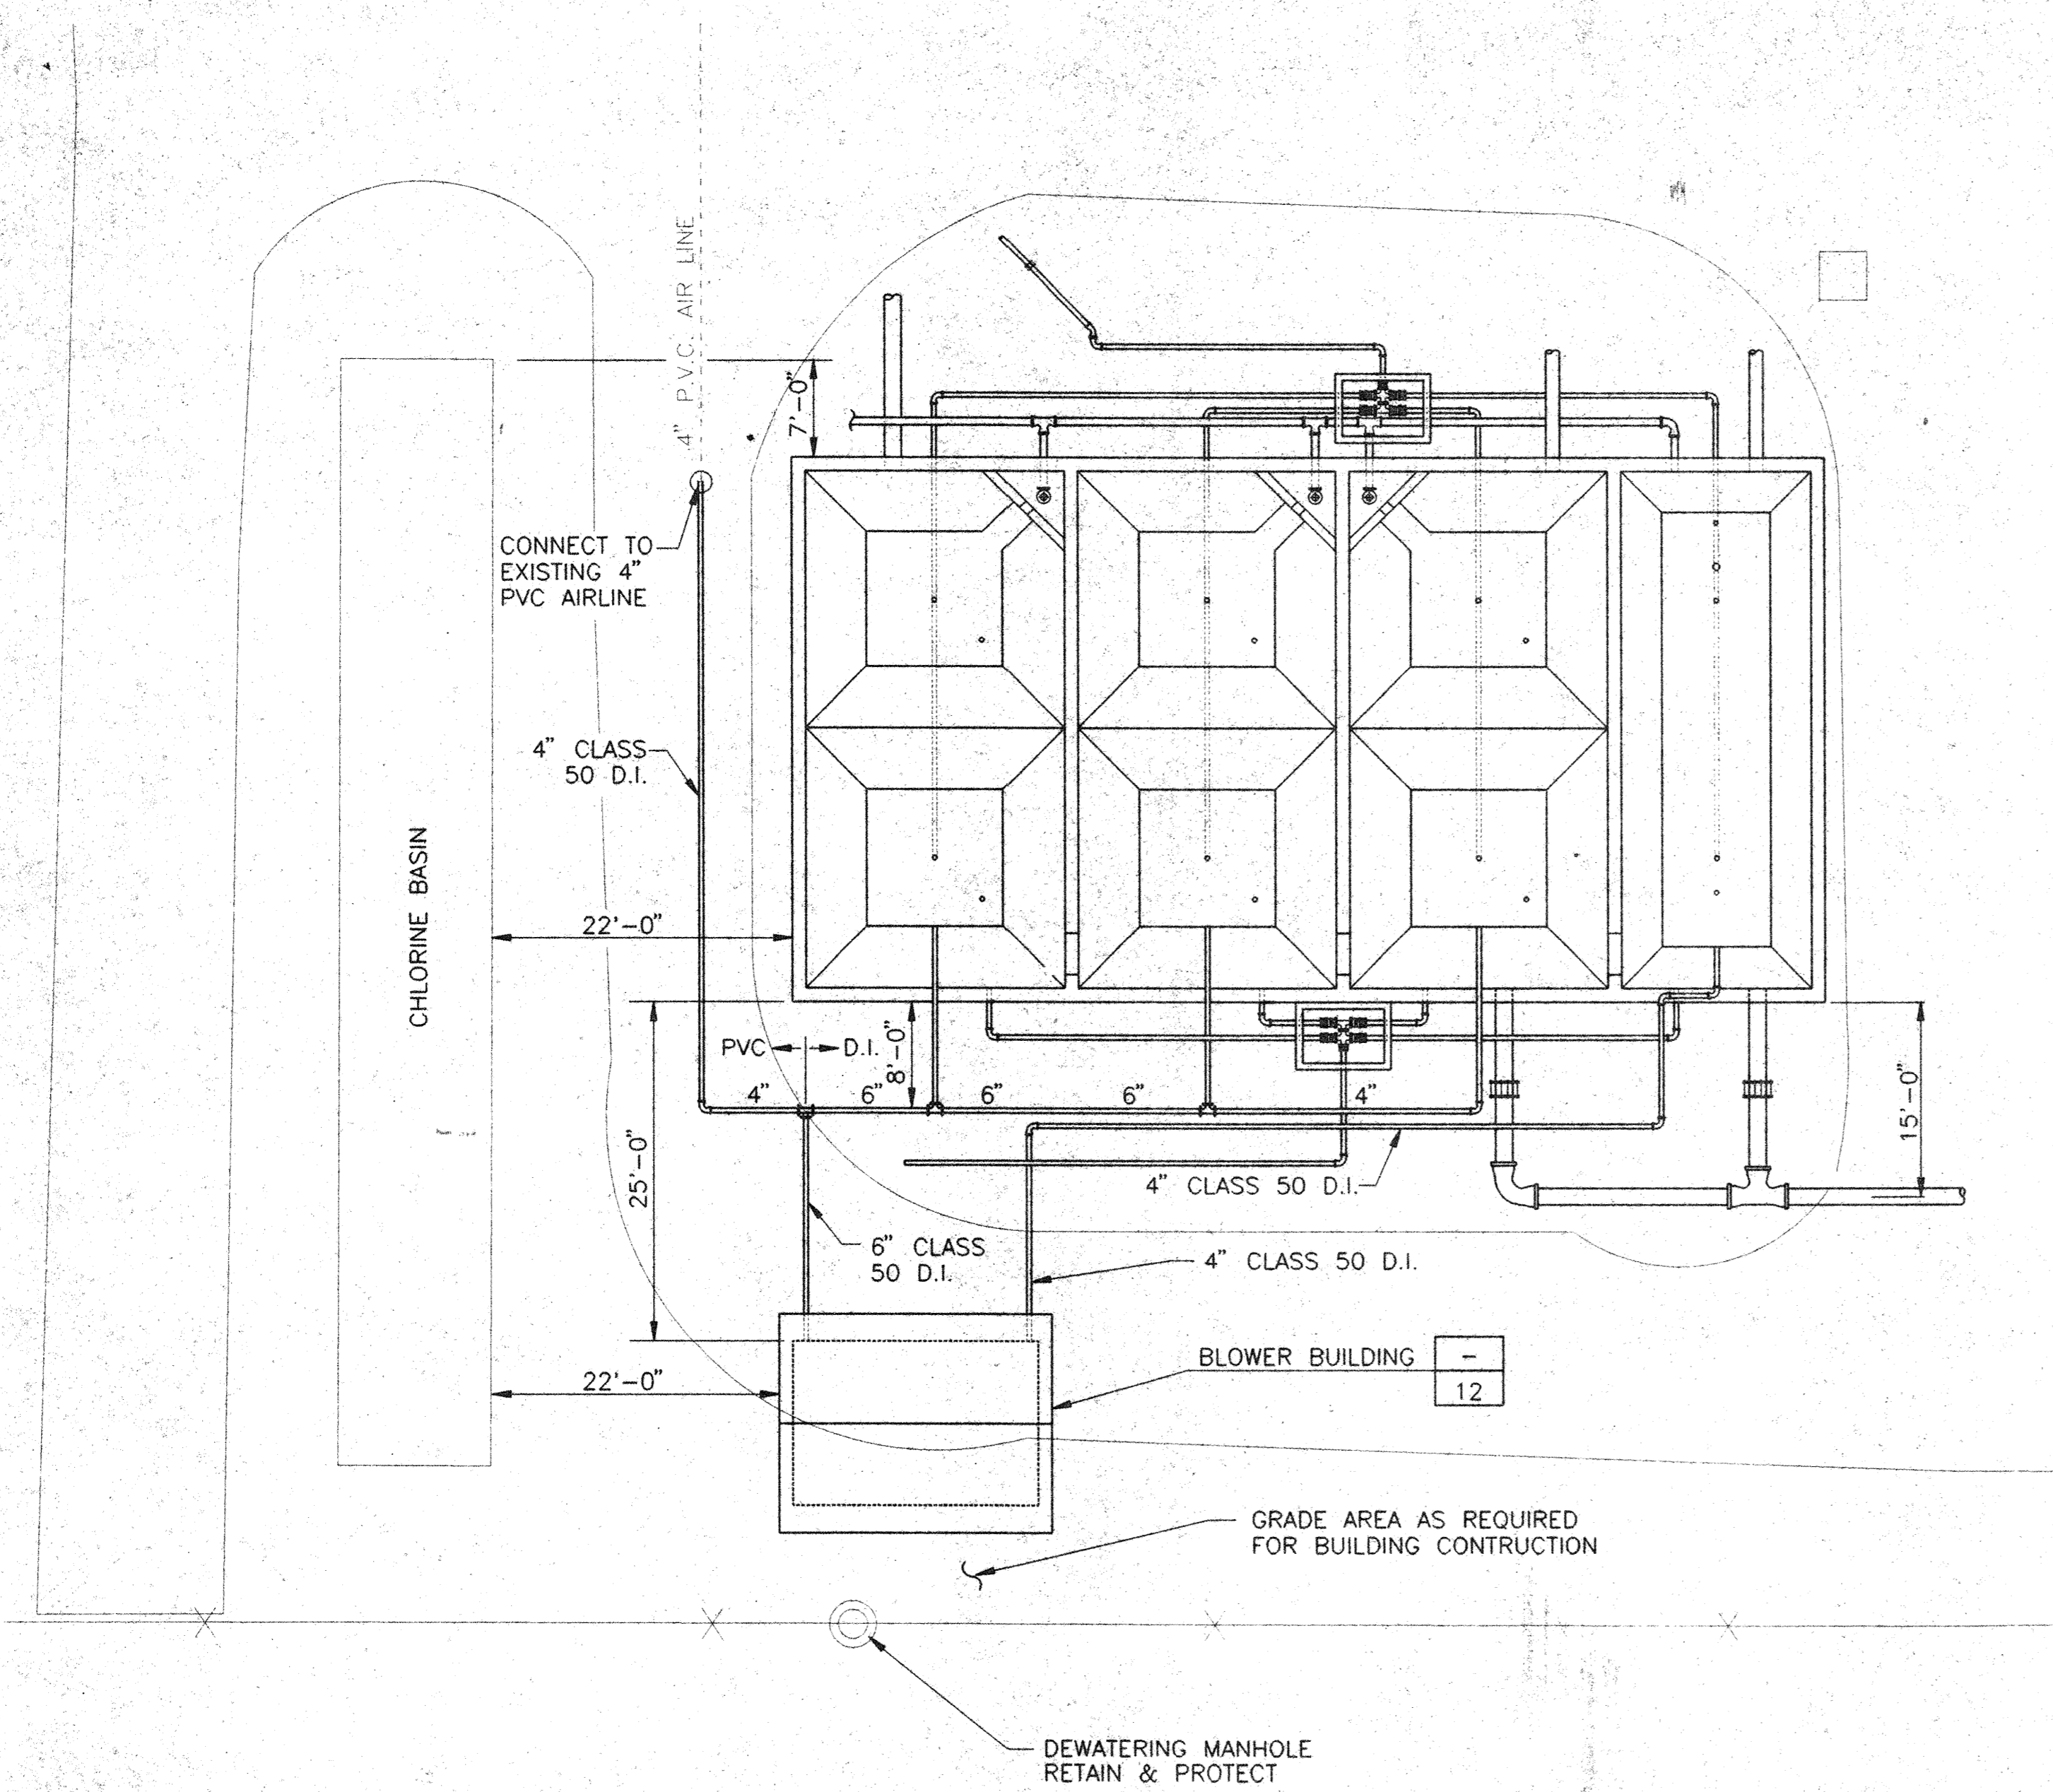 4" P.V.C. AIR LINE
7'-0"
CONNECT TO
EXISTING 4"
PVC AIRLINE
4" CLASS
50 D.I.
CHLORINE BASIN
22'-0"
PVC
D.I.
8'-0"
4"
6"
6"
6"
4"
15'-0"
25'-0"
4" CLASS 50 D.I.
6" CLASS
50 D.I.
4" CLASS 50 D.I.
BLOWER BUILDING
-
12
22'-0"
GRADE AREA AS REQUIRED
FOR BUILDING CONTRUCTION
DEWATERING MANHOLE
RETAIN & PROTECT